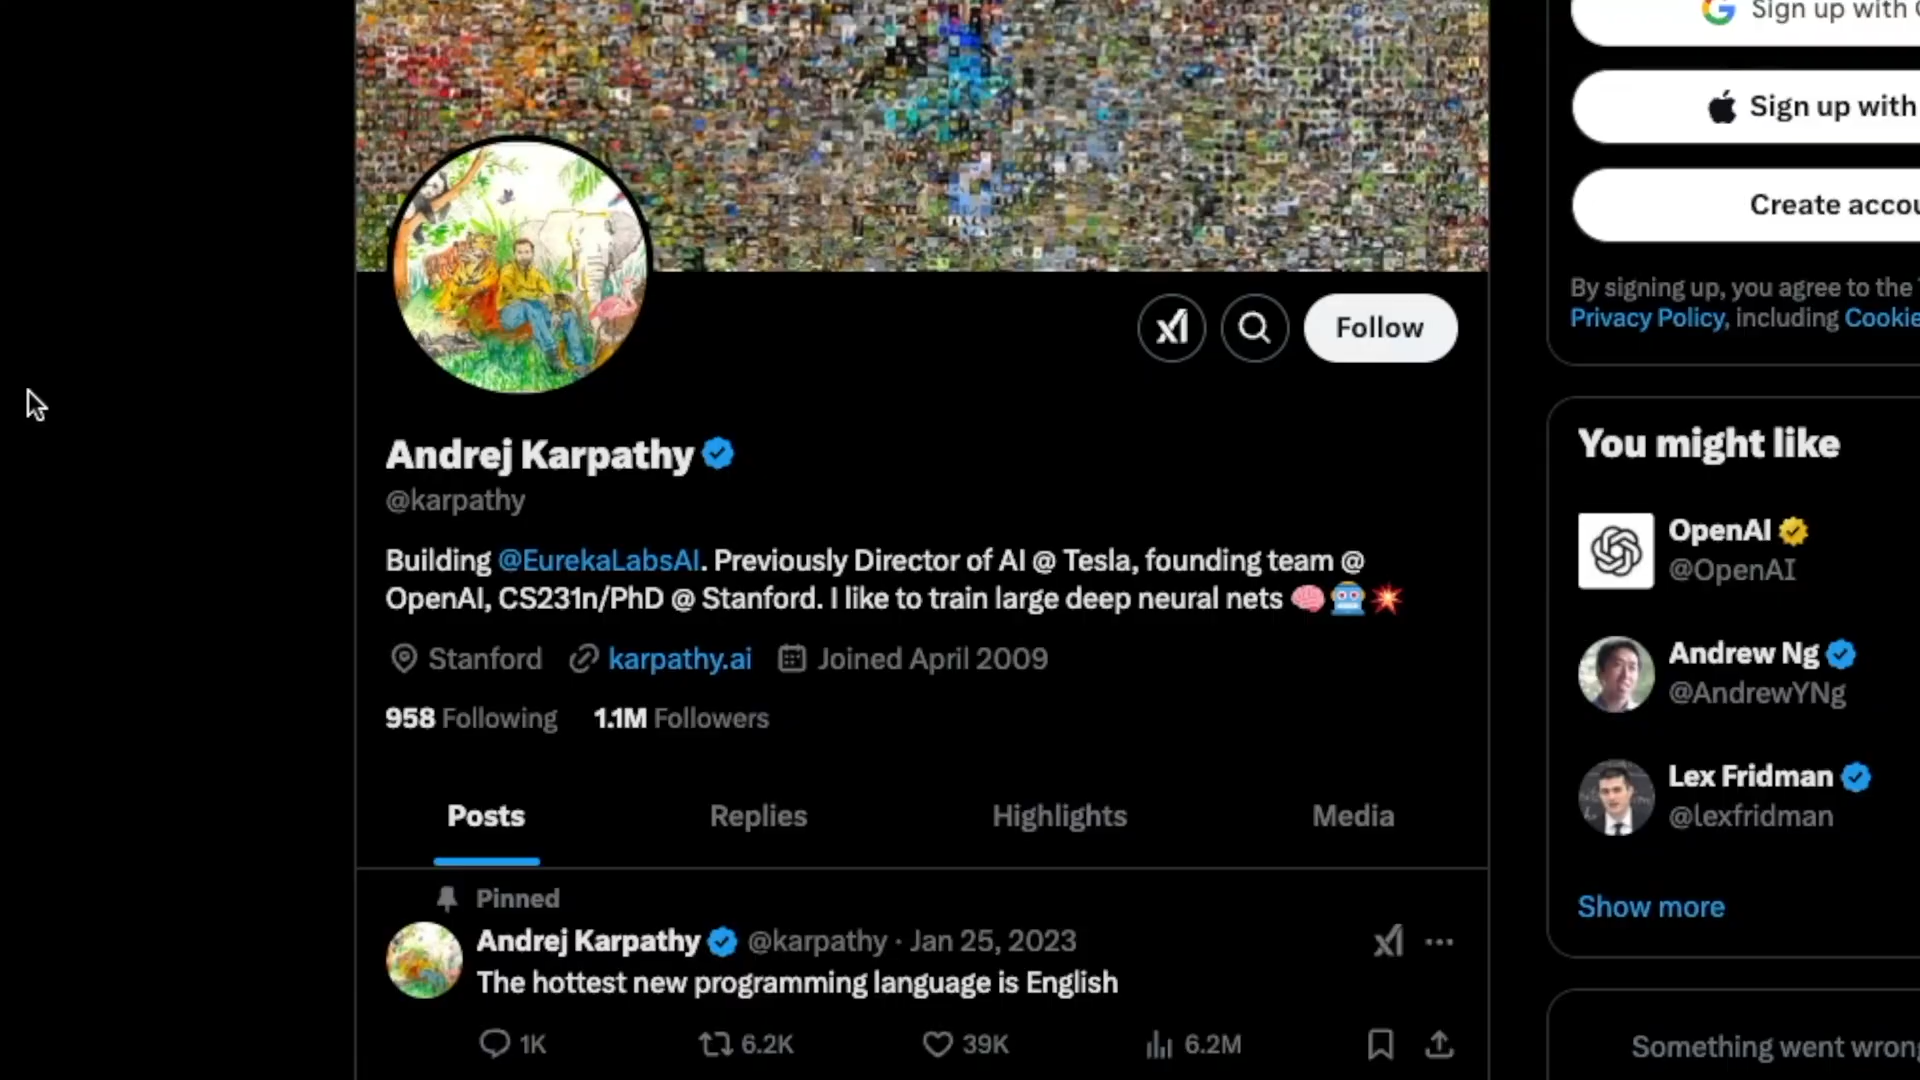 Sign up with
Sign up with
Create accou
By signing up, you agree to the
Privacy Policy, including Cookie
Follow
Andrej Karpathy
@karpathy
Building @EurekaLabsAI. Previously Director of AI @ Tesla, founding team @
OpenAI, CS231n/PhD @ Stanford. I like to train large deep neural nets 🧠🤖💥
Stanford karpathy.ai Joined April 2009
958 Following 1.1M Followers
Posts Replies Highlights Media
Pinned
Andrej Karpathy @karpathy · Jan 25, 2023
The hottest new programming language is English
1K 6.2K 39K 6.2M
You might like
OpenAI
@OpenAI
Andrew Ng
@AndrewYNg
Lex Fridman
@lexfridman
Show more
Something went wrong